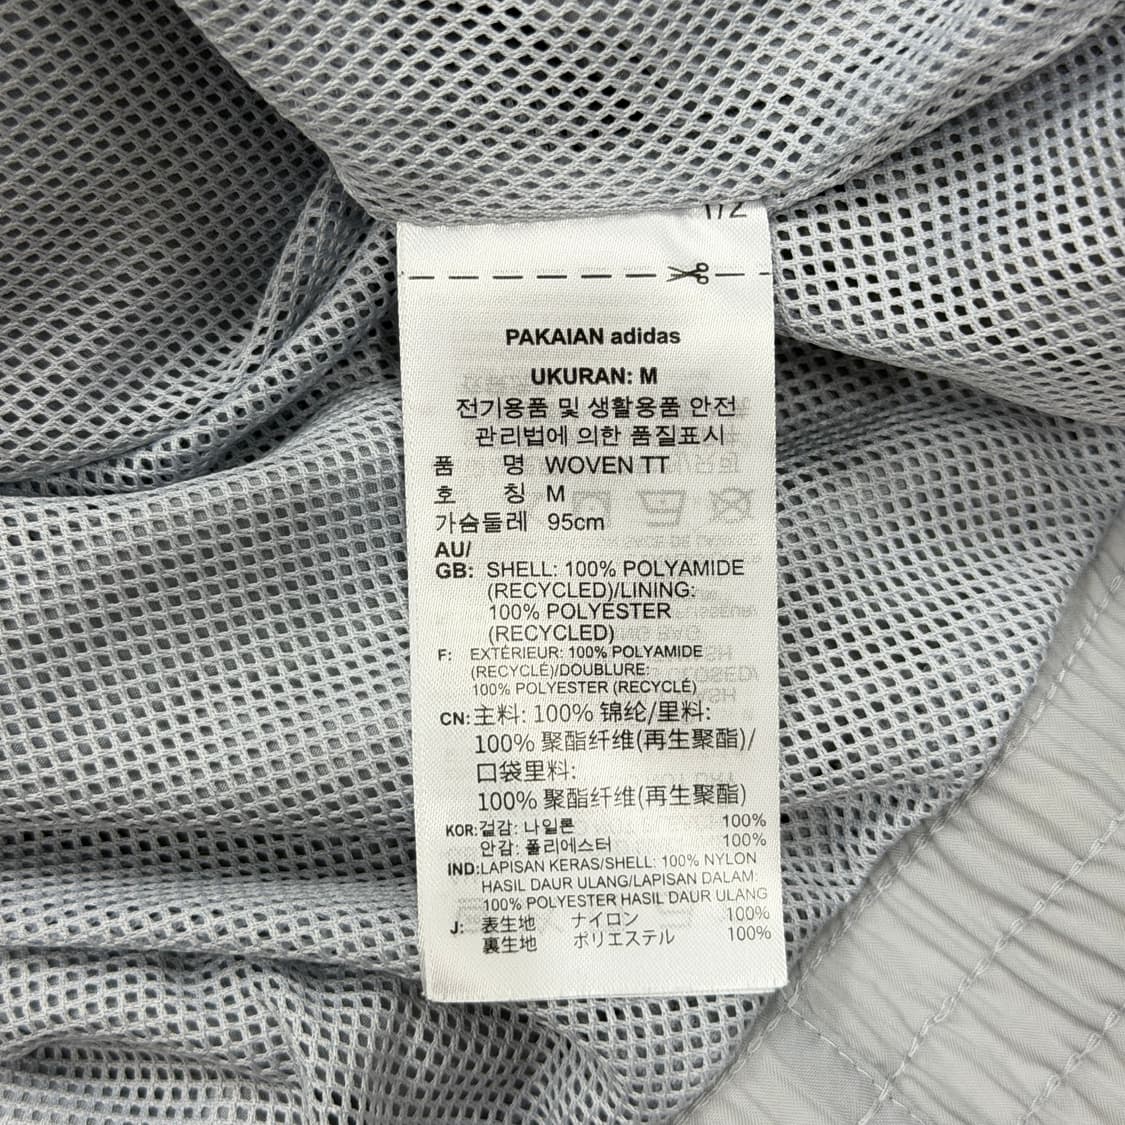 1/2
PAKAIAN adidas
UKURAN: M
전기용품 및 생활용품 안전
관리법에 의한 품질표시
품 명 WOVEN TT
호 칭 M
가슴둘레 95cm
AU/
GB: SHELL: 100% POLYAMIDE
(RECYCLED)/LINING:
100% POLYESTER
(RECYCLED)
F: EXTÉRIEUR: 100% POLYAMIDE
(RECYCLÉ)/DOUBLURE:
100% POLYESTER (RECYCLÉ)
CN: 主料: 100% 锦纶/里料:
100% 聚酯纤维(再生聚酯)/
口袋里料:
100% 聚酯纤维(再生聚酯)
KOR: 겉감: 나일론 100%
안감: 폴리에스터 100%
IND: LAPISAN KERAS/SHELL: 100% NYLON
HASIL DAUR ULANG/LAPISAN DALAM:
100% POLYESTER HASIL DAUR ULANG
J: 表生地 ナイロン 100%
裏生地 ポリエステル 100%